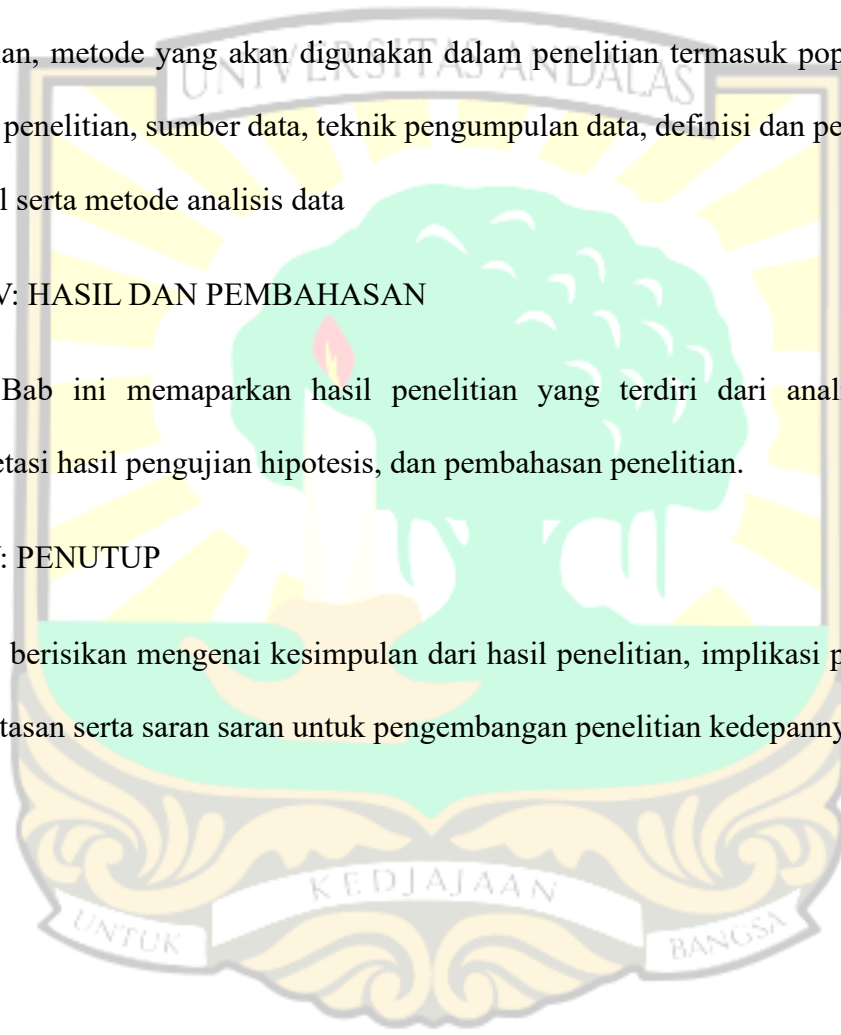 UNIVERSITAS ANDALAS
an, metode yang akan digunakan dalam penelitian termasuk pop
penelitian, sumber data, teknik pengumpulan data, definisi dan pe
l serta metode analisis data
V: HASIL DAN PEMBAHASAN
Bab ini memaparkan hasil penelitian yang terdiri dari anal
etasi hasil pengujian hipotesis, dan pembahasan penelitian.
: PENUTUP
berisikan mengenai kesimpulan dari hasil penelitian, implikasi p
tasan serta saran saran untuk pengembangan penelitian kedepanny
UNTUK KEDJAJAAN BANGSA